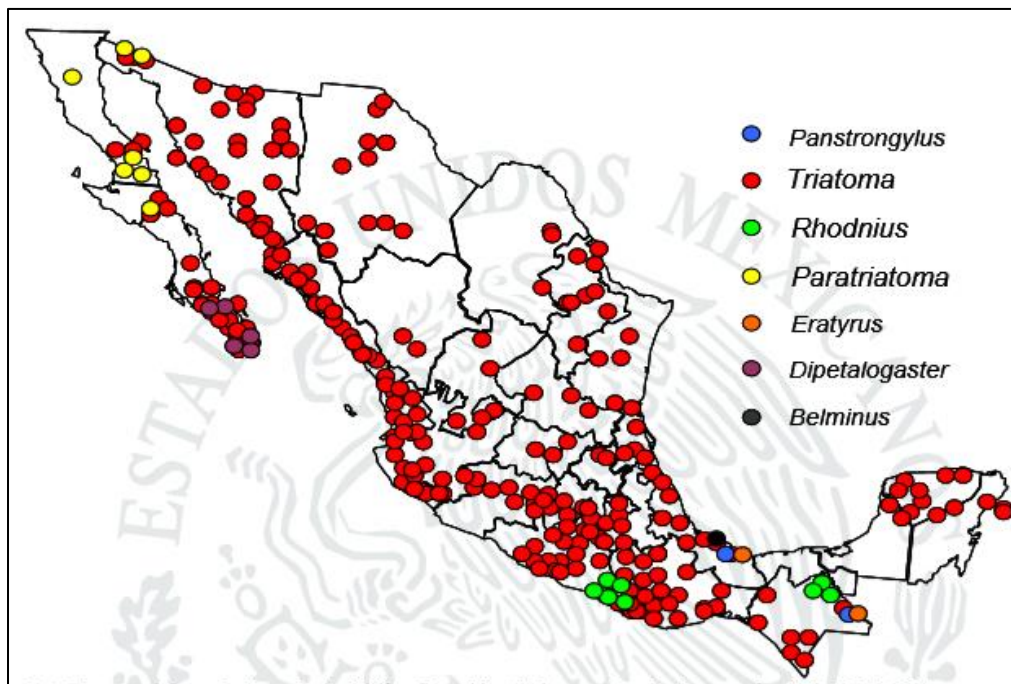 ESTADOS UNIDOS MEXICANOS
Panstrongylus
Triatoma
Rhodnius
Paratriatoma
Eratyrus
Dipetalogaster
Belminus